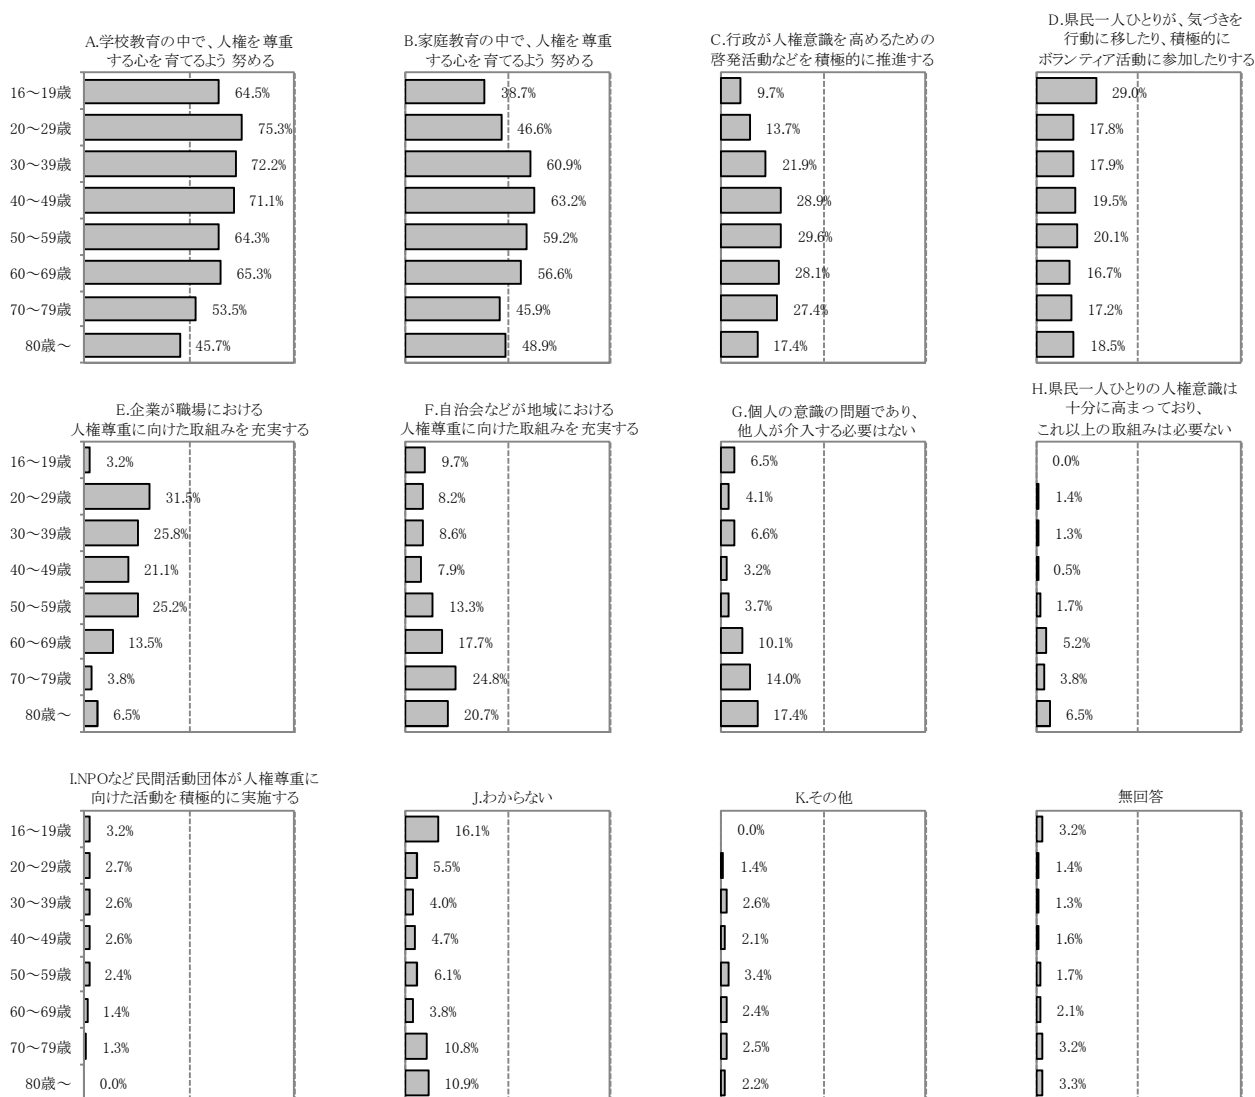 A.学校教育の中で、人権を尊重
する心を育てるよう 努める
16～19歳 64.5%
20～29歳 75.3%
30～39歳 72.2%
40～49歳 71.1%
50～59歳 64.3%
60～69歳 65.3%
70～79歳 53.5%
80歳～ 45.7%
B.家庭教育の中で、人権を尊重
する心を育てるよう 努める
38.7%
46.6%
60.9%
63.2%
59.2%
56.6%
45.9%
48.9%
C.行政が人権意識を高めるための
啓発活動などを積極的に推進する
9.7%
13.7%
21.9%
28.9%
29.6%
28.1%
27.4%
17.4%
D.県民一人ひとりが、気づきを
行動に移したり、積極的に
ボランティア活動に参加したりする
29.0%
17.8%
17.9%
19.5%
20.1%
16.7%
17.2%
18.5%
E.企業が職場における
人権尊重に向けた取組みを充実する
16～19歳 3.2%
20～29歳 31.5%
30～39歳 25.8%
40～49歳 21.1%
50～59歳 25.2%
60～69歳 13.5%
70～79歳 3.8%
80歳～ 6.5%
F.自治会などが地域における
人権尊重に向けた取組みを充実する
9.7%
8.2%
8.6%
7.9%
13.3%
17.7%
24.8%
20.7%
G.個人の意識の問題であり、
他人が介入する必要はない
6.5%
4.1%
6.6%
3.2%
3.7%
10.1%
14.0%
17.4%
H.県民一人ひとりの人権意識は
十分に高まっており、
これ以上の取組みは必要ない
0.0%
1.4%
1.3%
0.5%
1.7%
5.2%
3.8%
6.5%
I.NPOなど民間活動団体が人権尊重に
向けた活動を積極的に実施する
16～19歳 3.2%
20～29歳 2.7%
30～39歳 2.6%
40～49歳 2.6%
50～59歳 2.4%
60～69歳 1.4%
70～79歳 1.3%
80歳～ 0.0%
J.わからない
16.1%
5.5%
4.0%
4.7%
6.1%
3.8%
10.8%
10.9%
K.その他
0.0%
1.4%
2.6%
2.1%
3.4%
2.4%
2.5%
2.2%
無回答
3.2%
1.4%
1.3%
1.6%
1.7%
2.1%
3.2%
3.3%